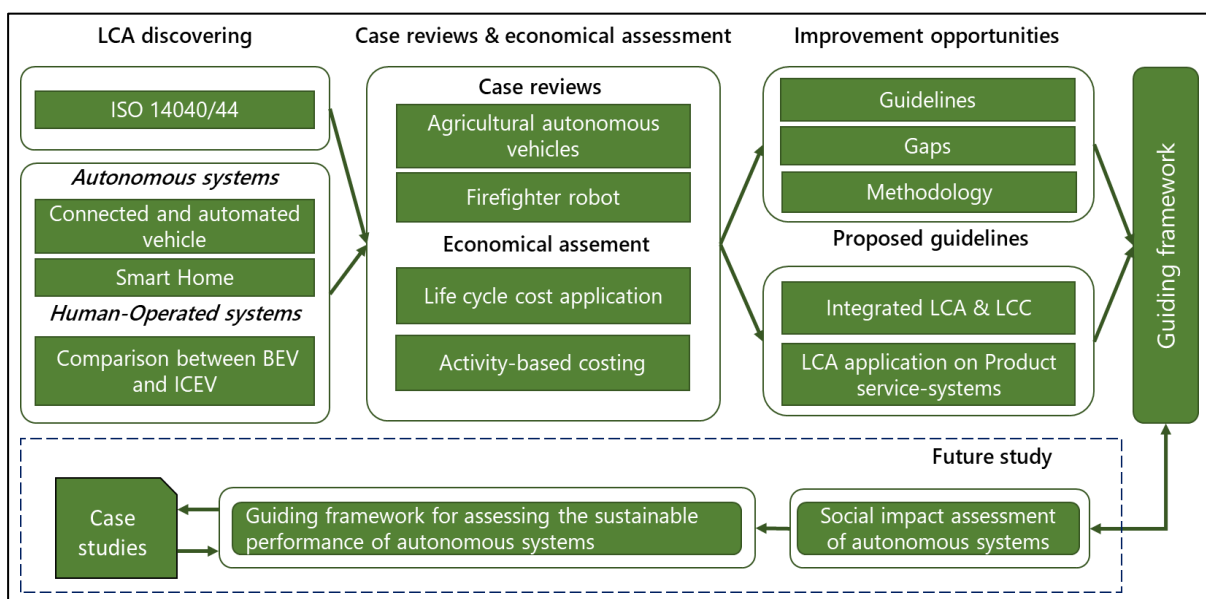 LCA discovering
ISO 14040/44
Autonomous systems
Connected and automated
vehicle
Smart Home
Human-Operated systems
Comparison between BEV
and ICEV
Case reviews & economical assessment
Case reviews
Agricultural autonomous
vehicles
Firefighter robot
Economical assement
Life cycle cost application
Activity-based costing
Improvement opportunities
Guidelines
Gaps
Methodology
Proposed guidelines
Integrated LCA & LCC
LCA application on Product
service-systems
Guiding framework
Future study
Case
studies
Guiding framework for assessing the sustainable
performance of autonomous systems
Social impact assessment
of autonomous systems